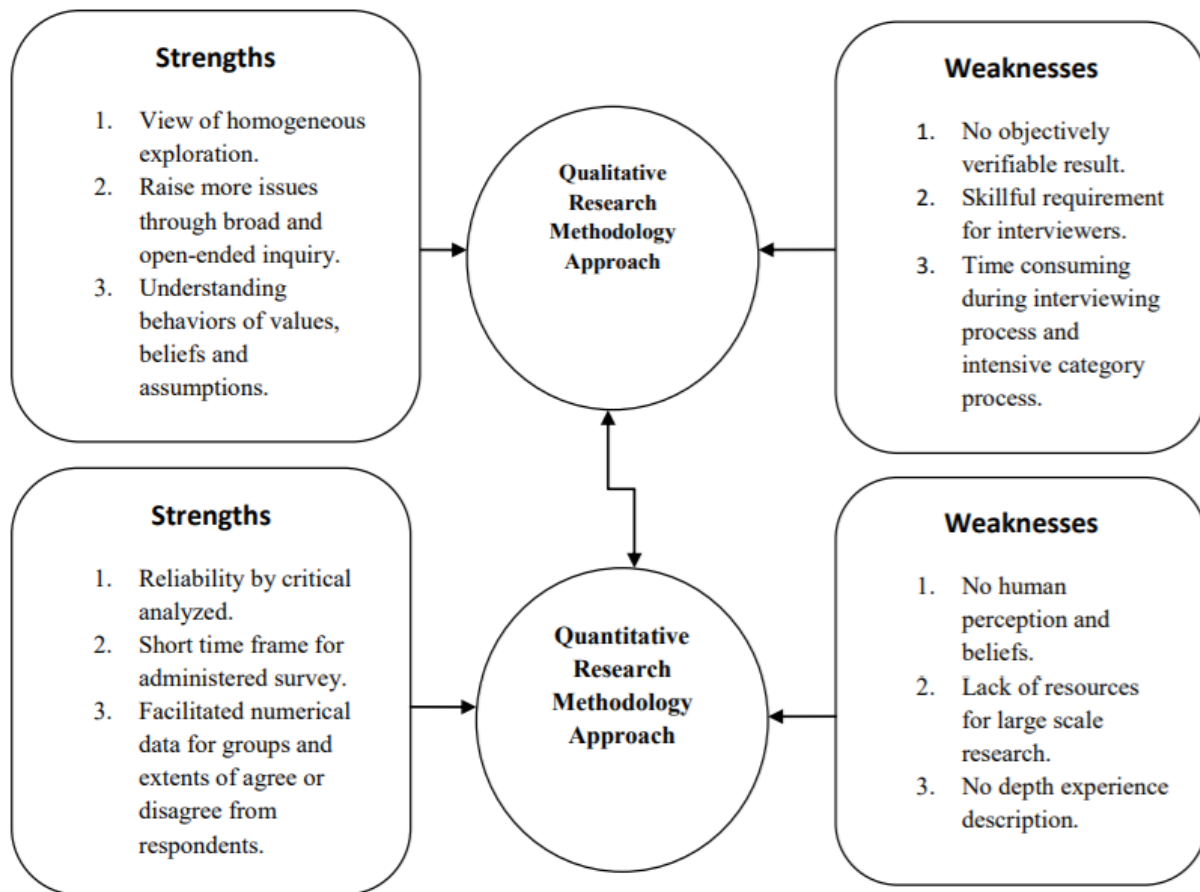 Strengths
1. View of homogeneous
exploration.
2. Raise more issues
through broad and
open-ended inquiry.
3. Understanding
behaviors of values,
beliefs and
assumptions.
Qualitative
Research
Methodology
Approach
Weaknesses
1. No objectively
verifiable result.
2. Skillful requirement
for interviewers.
3. Time consuming
during interviewing
process and
intensive category
process.
Strengths
1. Reliability by critical
analyzed.
2. Short time frame for
administered survey.
3. Facilitated numerical
data for groups and
extents of agree or
disagree from
respondents.
Quantitative
Research
Methodology
Approach
Weaknesses
1. No human
perception and
beliefs.
2. Lack of resources
for large scale
research.
3. No depth experience
description.